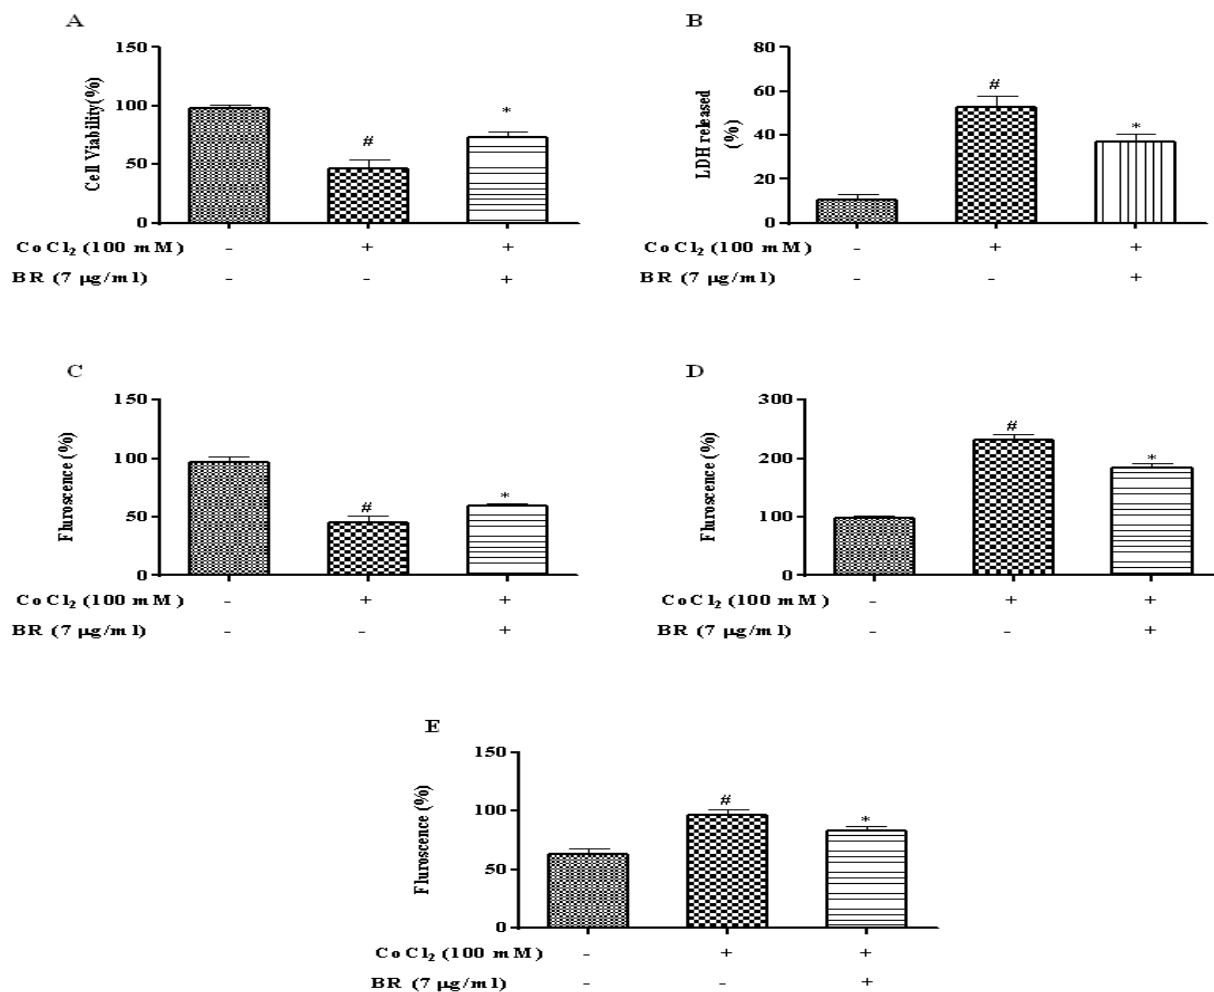 A
150
100
50
0
Cell Viability(%)
#
*
CoCl₂ (100 mM) - + +
BR (7 µg/ml) - - +
B
80
60
40
20
0
LDH released
(%)
#
*
CoCl₂ (100 mM) - + +
BR (7 µg/ml) - - +
C
150
100
50
0
Fluroscence (%)
#
*
CoCl₂ (100 mM) - + +
BR (7 µg/ml) - - +
D
300
200
100
0
Fluroscence (%)
#
*
CoCl₂ (100 mM) - + +
BR (7 µg/ml) - - +
E
150
100
50
0
Fluroscence (%)
#
*
CoCl₂ (100 mM) - + +
BR (7 µg/ml) - - +